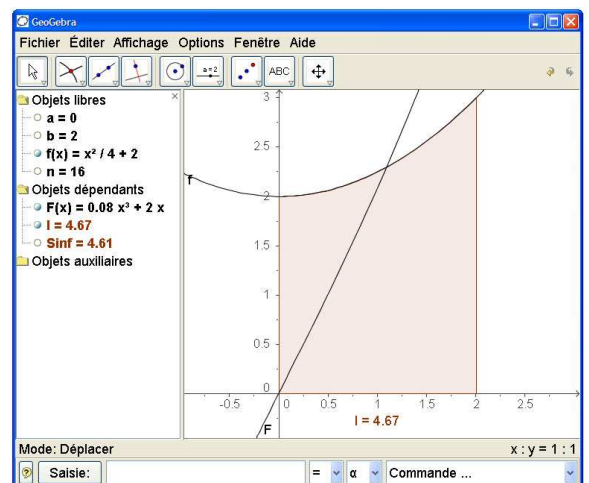 GeoGebra
Fichier Éditer Affichage Options Fenêtre Aide
a=2
ABC
Objets libres
a = 0
b = 2
f(x) = x² / 4 + 2
n = 16
Objets dépendants
F(x) = 0.08 x³ + 2 x
I = 4.67
Sinf = 4.61
Objets auxiliaires
3
2.5
f
2
1.5
1
0.5
0
-0.5 0 0.5 1 1.5 2 2.5
I = 4.67
F
Mode: Déplacer
x : y = 1 : 1
? Saisie: = α Commande ...